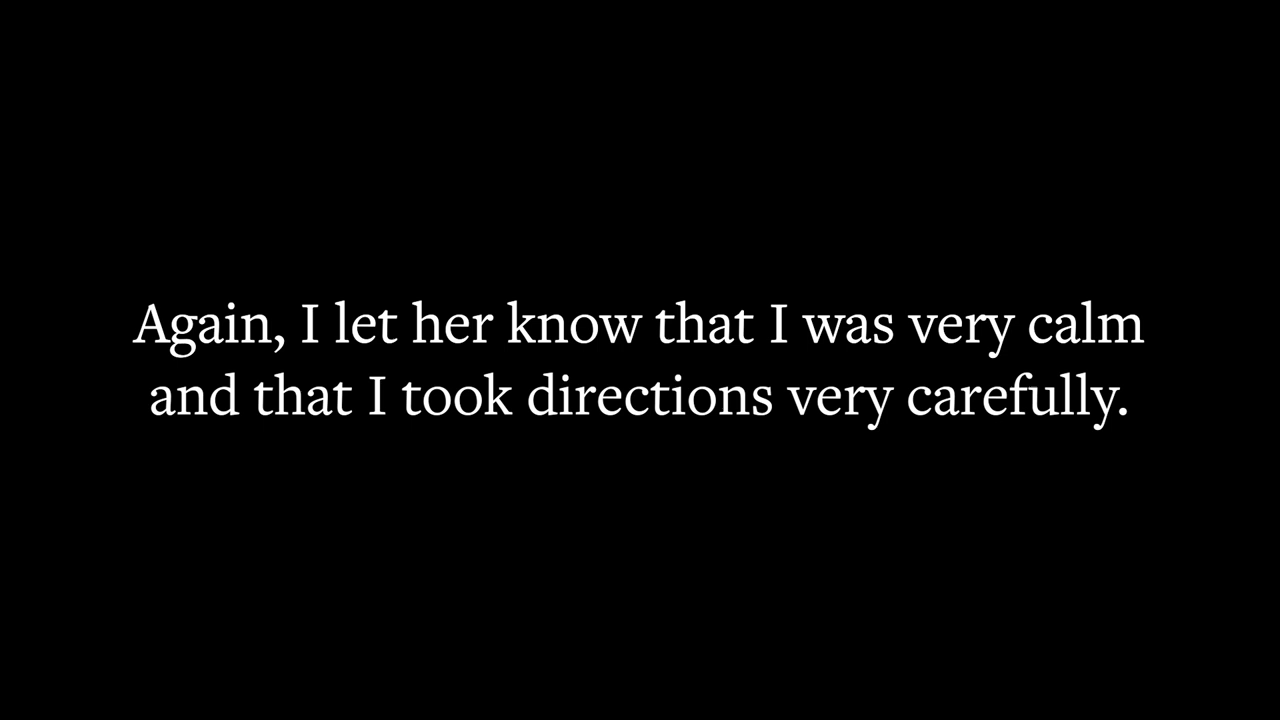 Again, I let her know that I was very calm
and that I took directions very carefully.